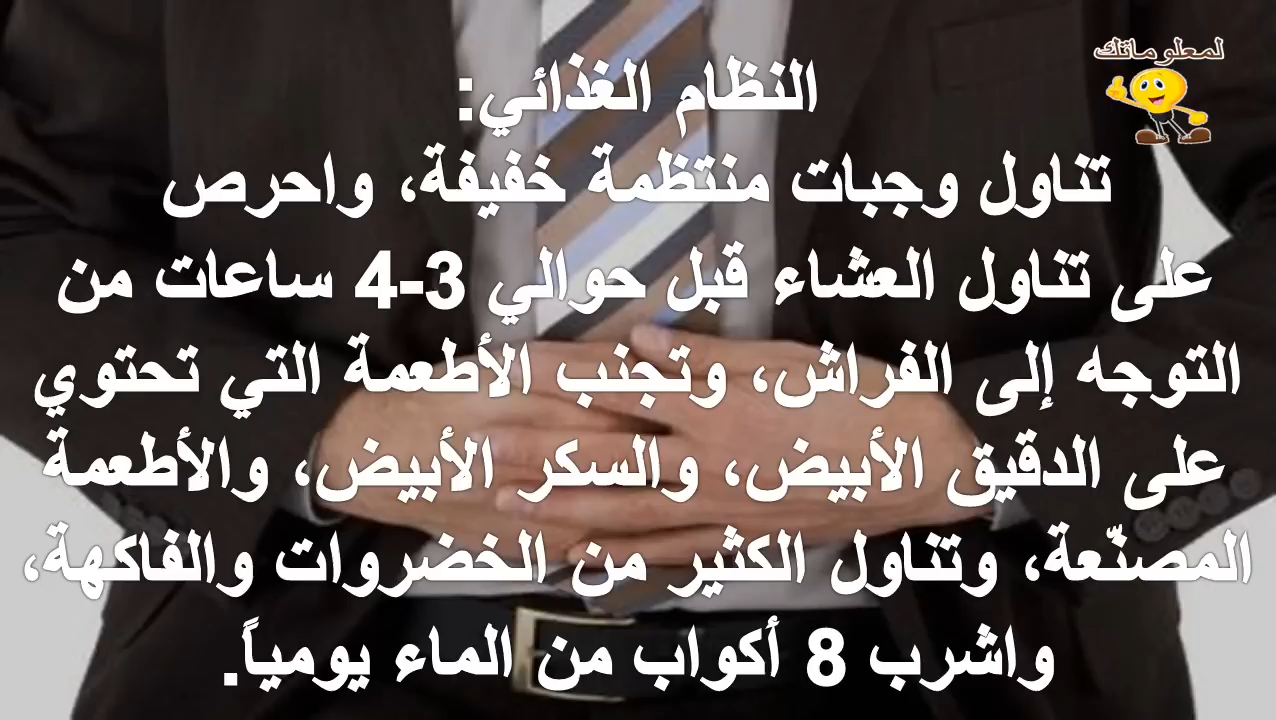 لمعلوماتك
النظام الغذائي:
تناول وجبات منتظمة خفيفة، واحرص
على تناول العشاء قبل حوالي 3-4 ساعات من
التوجه إلى الفراش، وتجنب الأطعمة التي تحتوي
على الدقيق الأبيض، والسكر الأبيض، والأطعمة
المصنّعة، وتناول الكثير من الخضروات والفاكهة،
واشرب 8 أكواب من الماء يومياً.